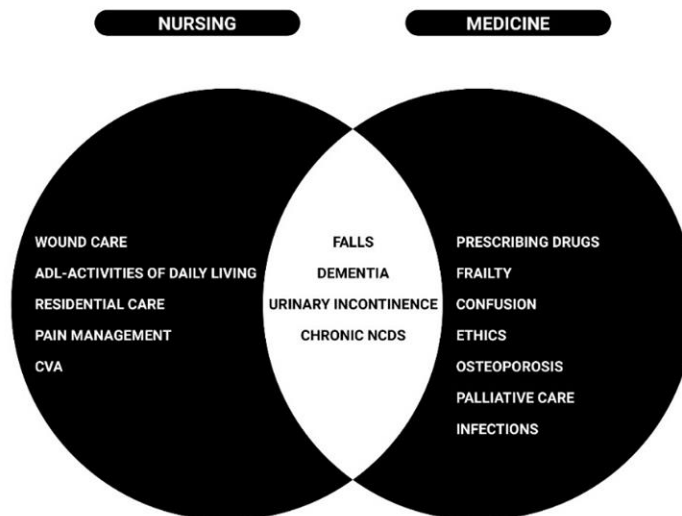 NURSING
MEDICINE
WOUND CARE
ADL-ACTIVITIES OF DAILY LIVING
RESIDENTIAL CARE
PAIN MANAGEMENT
CVA
FALLS
DEMENTIA
URINARY INCONTINENCE
CHRONIC NCDS
PRESCRIBING DRUGS
FRAILTY
CONFUSION
ETHICS
OSTEOPOROSIS
PALLIATIVE CARE
INFECTIONS